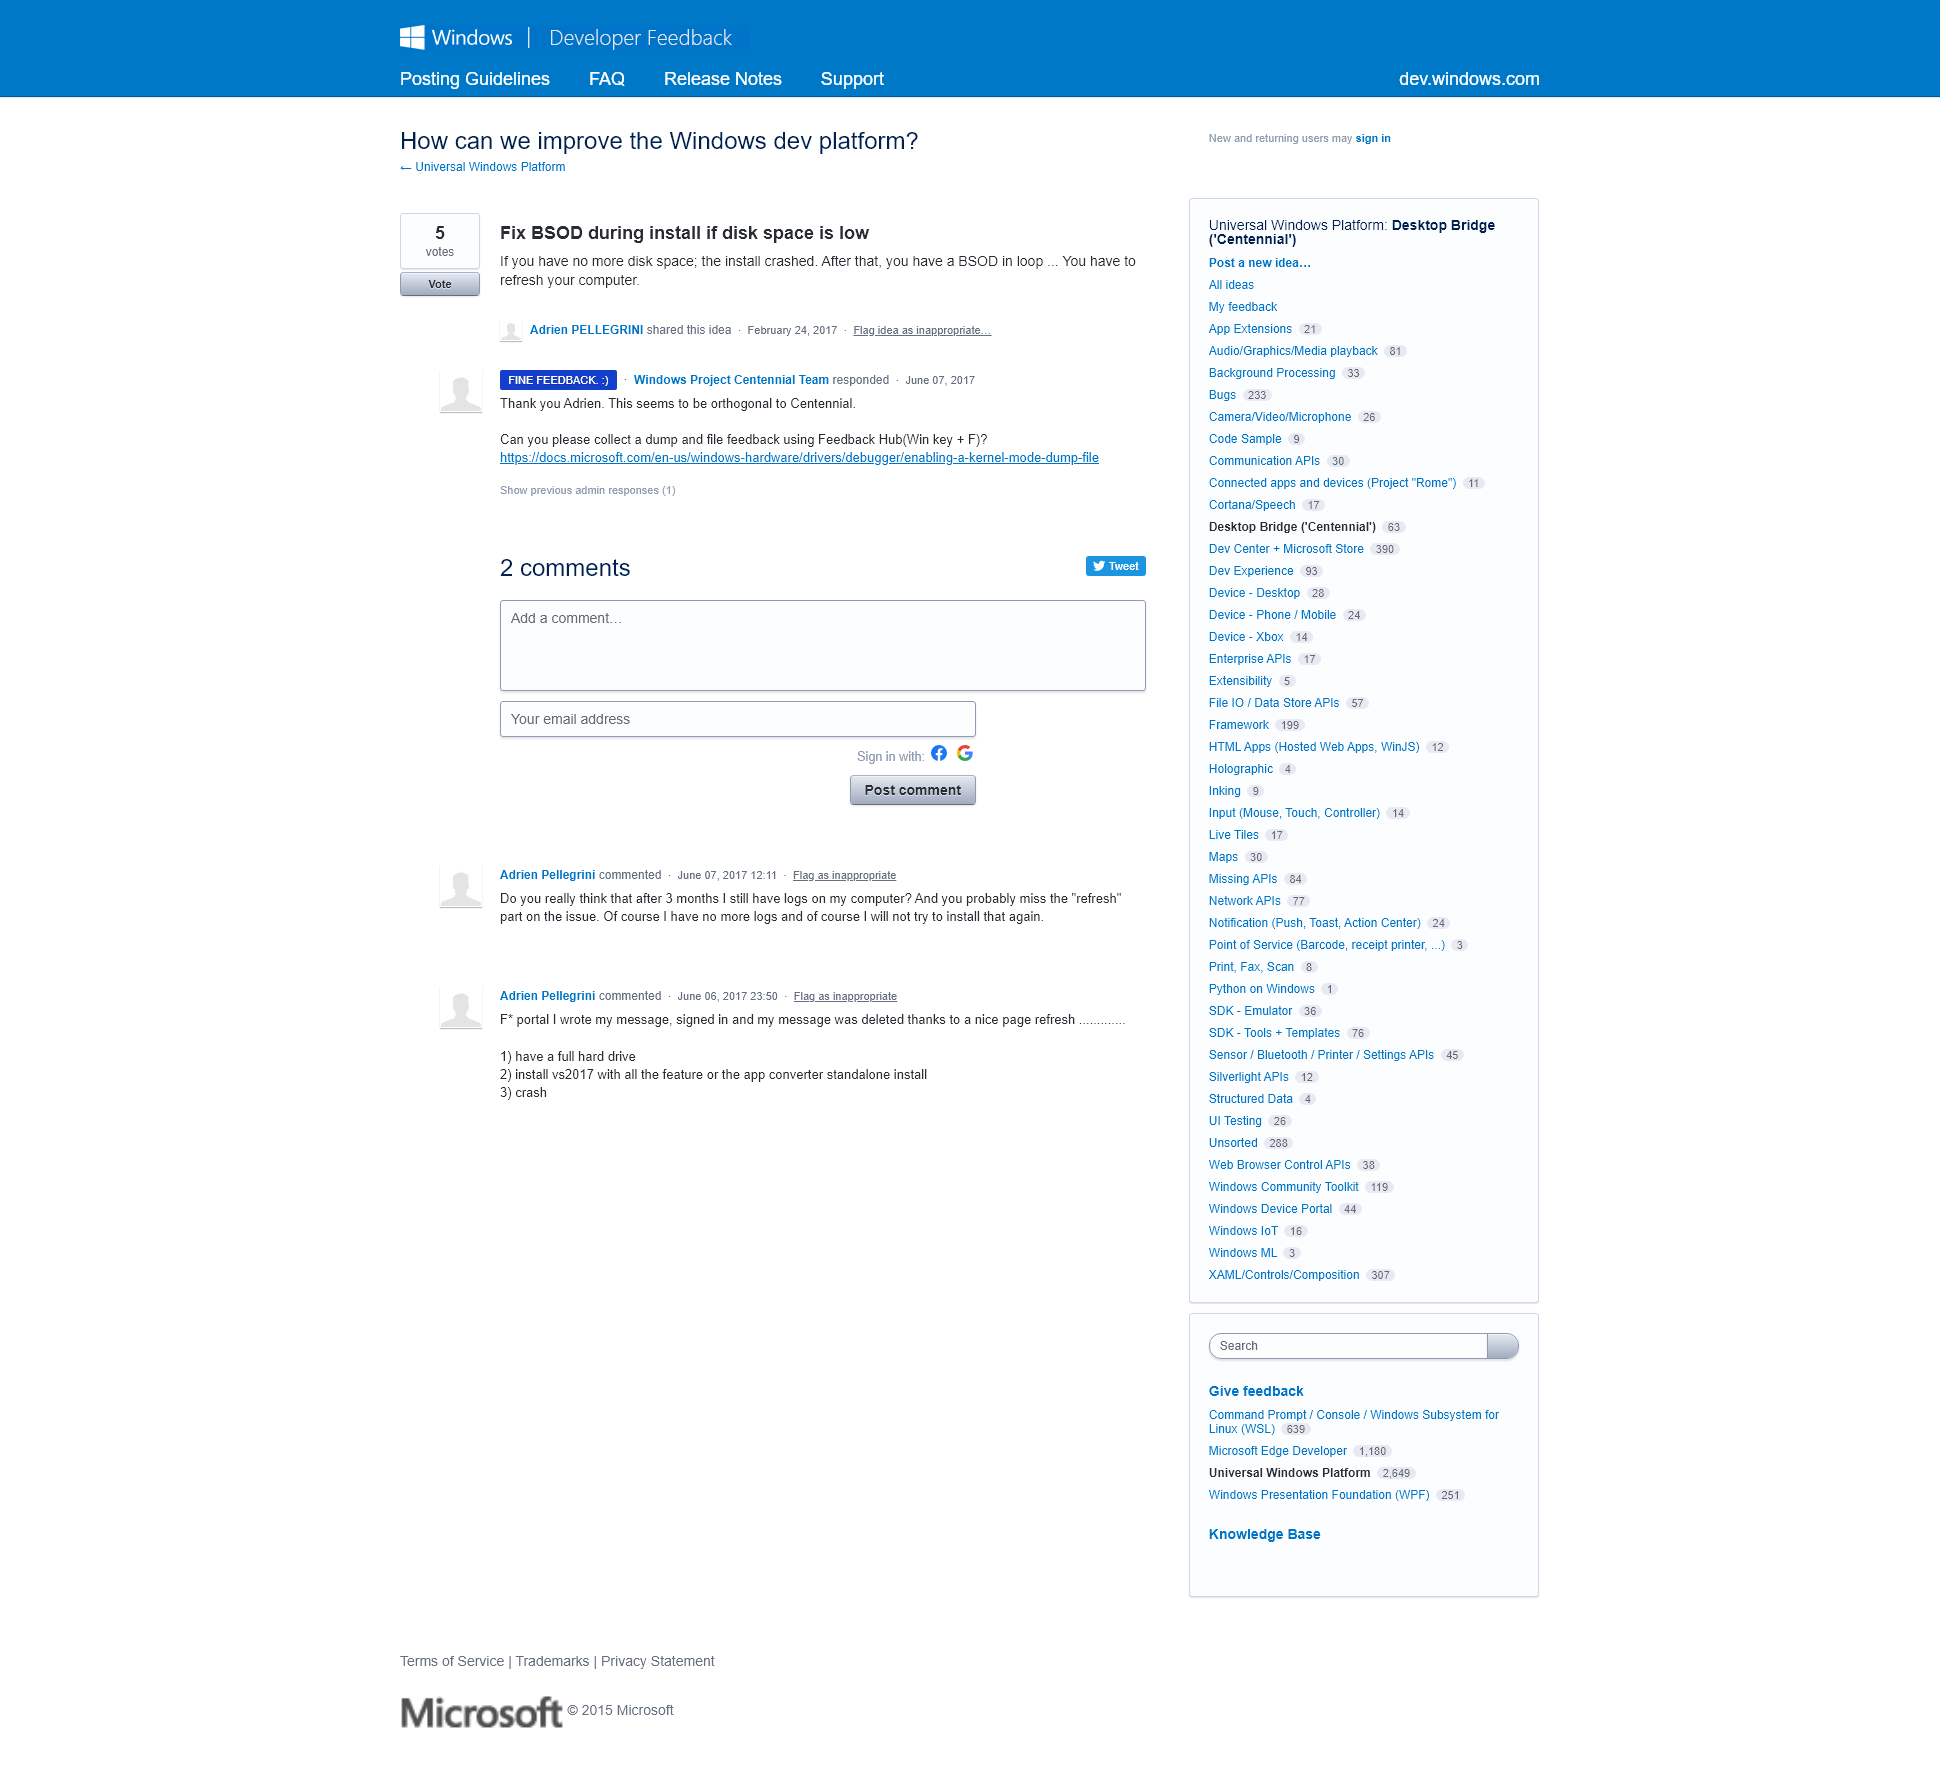 Windows | Developer Feedback
Posting Guidelines FAQ Release Notes Support dev.windows.com
How can we improve the Windows dev platform?
← Universal Windows Platform
New and returning users may sign in
5
votes
Vote
Fix BSOD during install if disk space is low
If you have no more disk space; the install crashed. After that, you have a BSOD in loop ... You have to
refresh your computer.
Adrien PELLEGRINI shared this idea · February 24, 2017 · Flag idea as inappropriate…
FINE FEEDBACK. :) · Windows Project Centennial Team responded · June 07, 2017
Thank you Adrien. This seems to be orthogonal to Centennial.
Can you please collect a dump and file feedback using Feedback Hub(Win key + F)?
https://docs.microsoft.com/en-us/windows-hardware/drivers/debugger/enabling-a-kernel-mode-dump-file
Show previous admin responses (1)
2 comments
Tweet
Add a comment…
Your email address
Sign in with:
Post comment
Adrien Pellegrini commented · June 07, 2017 12:11 · Flag as inappropriate
Do you really think that after 3 months I still have logs on my computer? And you probably miss the "refresh"
part on the issue. Of course I have no more logs and of course I will not try to install that again.
Adrien Pellegrini commented · June 06, 2017 23:50 · Flag as inappropriate
F* portal I wrote my message, signed in and my message was deleted thanks to a nice page refresh .............
1) have a full hard drive
2) install vs2017 with all the feature or the app converter standalone install
3) crash
Universal Windows Platform: Desktop Bridge
('Centennial')
Post a new idea…
All ideas
My feedback
App Extensions 21
Audio/Graphics/Media playback 81
Background Processing 33
Bugs 233
Camera/Video/Microphone 26
Code Sample 9
Communication APIs 30
Connected apps and devices (Project "Rome") 11
Cortana/Speech 17
Desktop Bridge ('Centennial') 63
Dev Center + Microsoft Store 390
Dev Experience 93
Device - Desktop 28
Device - Phone / Mobile 24
Device - Xbox 14
Enterprise APIs 17
Extensibility 5
File IO / Data Store APIs 57
Framework 199
HTML Apps (Hosted Web Apps, WinJS) 12
Holographic 4
Inking 9
Input (Mouse, Touch, Controller) 14
Live Tiles 17
Maps 30
Missing APIs 84
Network APIs 77
Notification (Push, Toast, Action Center) 24
Point of Service (Barcode, receipt printer, ...) 3
Print, Fax, Scan 8
Python on Windows 1
SDK - Emulator 36
SDK - Tools + Templates 76
Sensor / Bluetooth / Printer / Settings APIs 45
Silverlight APIs 12
Structured Data 4
UI Testing 26
Unsorted 288
Web Browser Control APIs 38
Windows Community Toolkit 119
Windows Device Portal 44
Windows IoT 16
Windows ML 3
XAML/Controls/Composition 307
Search
Give feedback
Command Prompt / Console / Windows Subsystem for
Linux (WSL) 639
Microsoft Edge Developer 1,180
Universal Windows Platform 2,649
Windows Presentation Foundation (WPF) 251
Knowledge Base
Terms of Service | Trademarks | Privacy Statement
Microsoft © 2015 Microsoft